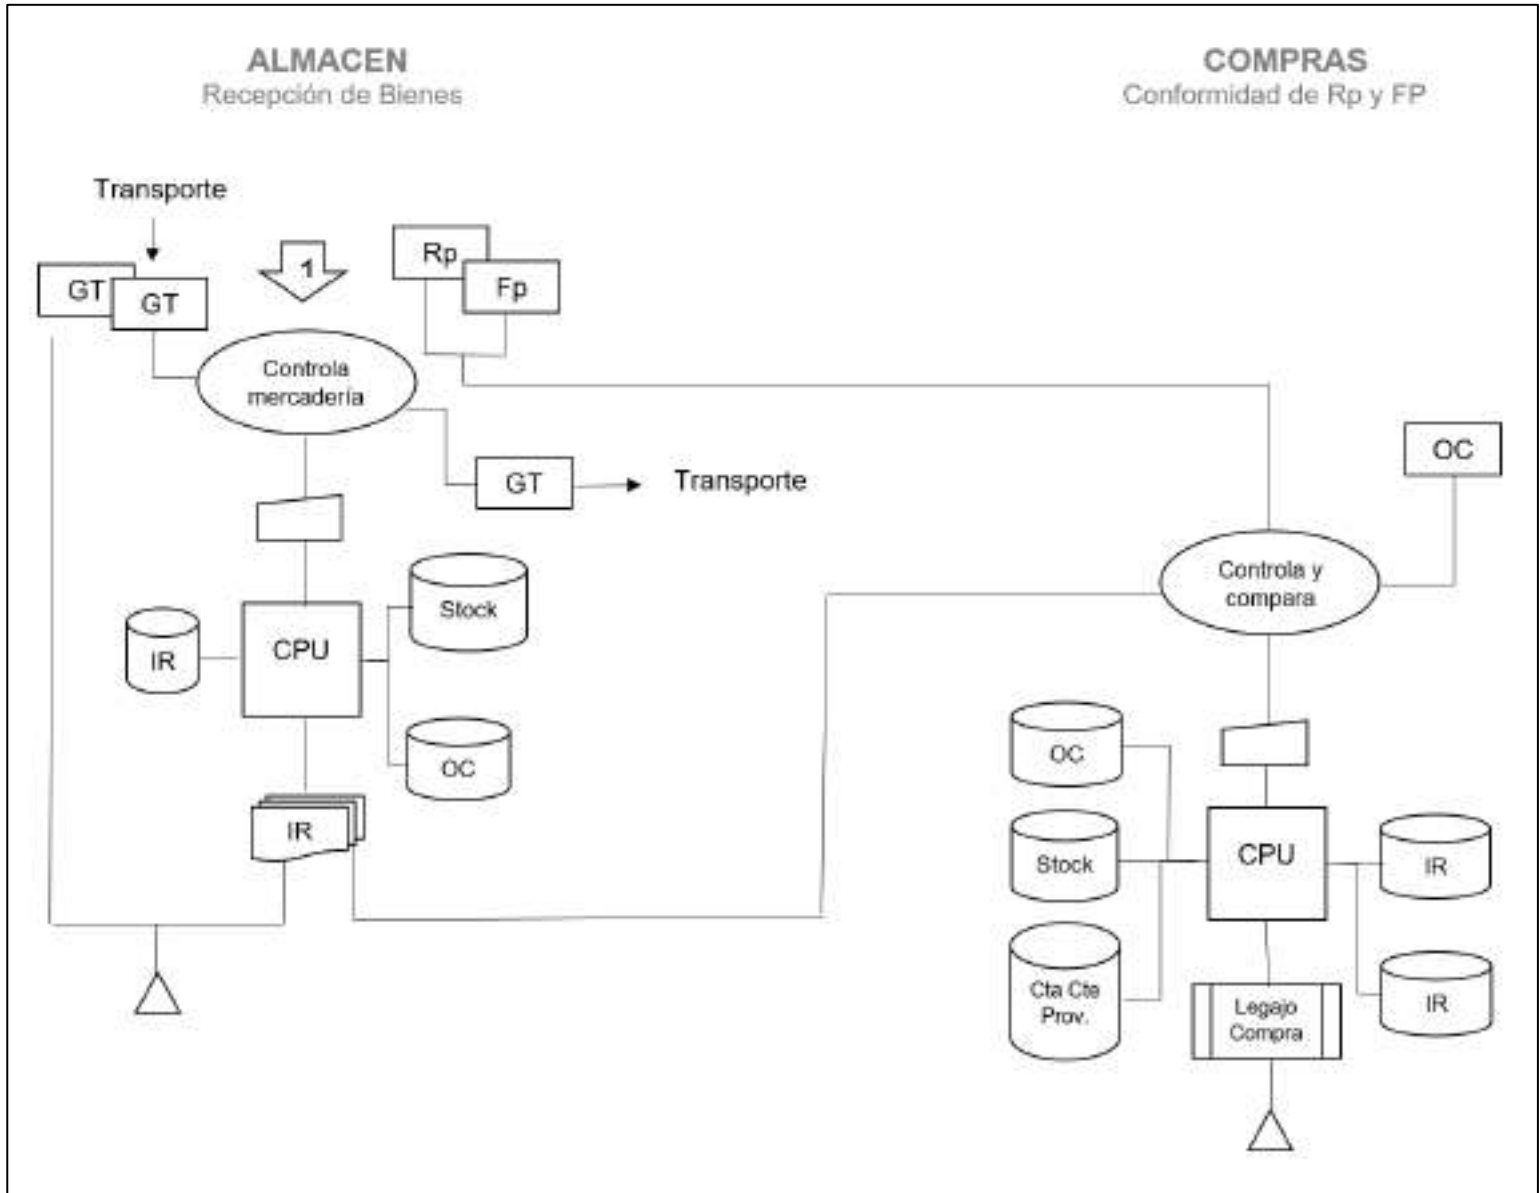 ALMACEN
Recepción de Bienes
COMPRAS
Conformidad de Rp y FP
Transporte
GT
GT
1
Rp
Fp
Controla
mercadería
GT
Transporte
OC
Controla y
compara
Stock
IR
CPU
OC
IR
OC
Stock
CPU
IR
Cta Cte
Prov.
Legajo
Compra
IR